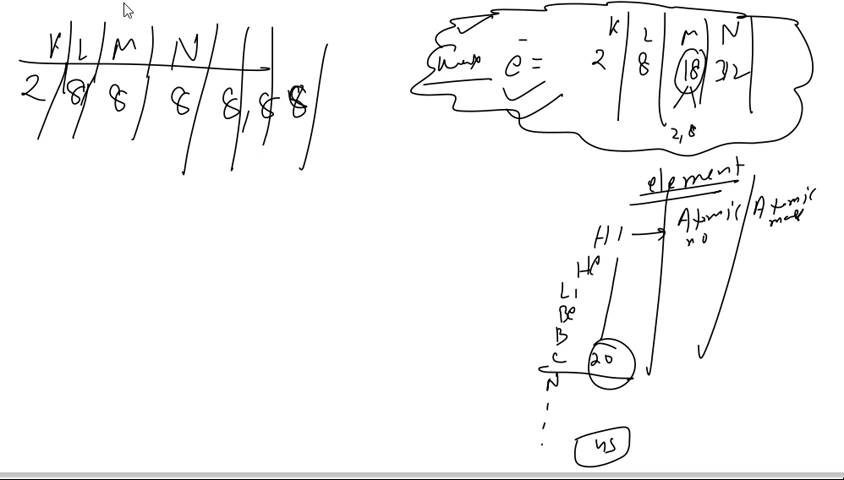 K L M N
2 8 8 8 8, 8 8
K L M N
e⁻ = 2 8 18 32
2, 8
element
H 1 → Atomic no
Atomic mass
He
Li
Be
B
C 20
N